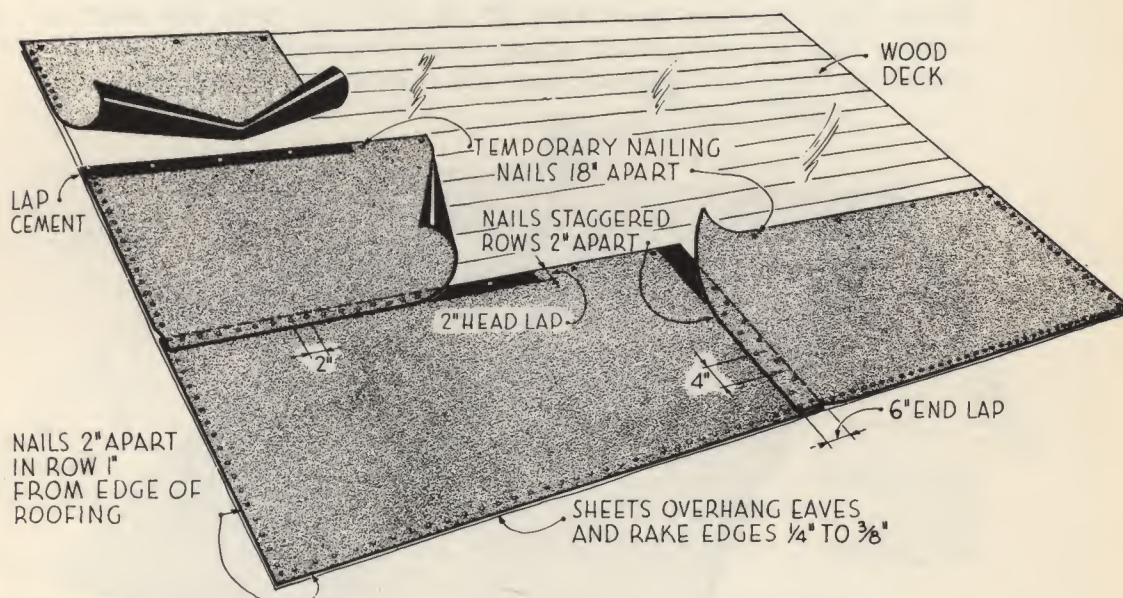 WOOD
DECK
TEMPORARY NAILING
NAILS 18" APART
LAP
CEMENT
NAILS STAGGERED
ROWS 2" APART
2" HEAD LAP
2"
4"
6" END LAP
NAILS 2" APART
IN ROW 1"
FROM EDGE OF
ROOFING
SHEETS OVERHANG EAVES
AND RAKE EDGES 1/4" TO 3/8"